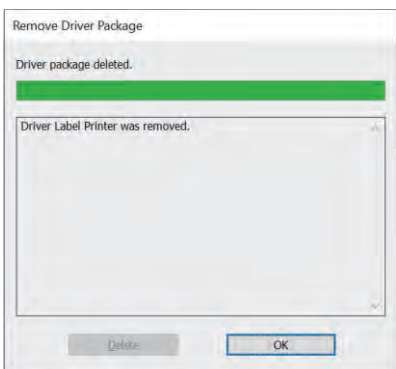 Remove Driver Package
Driver package deleted.
Driver Label Printer was removed.
Delete
OK